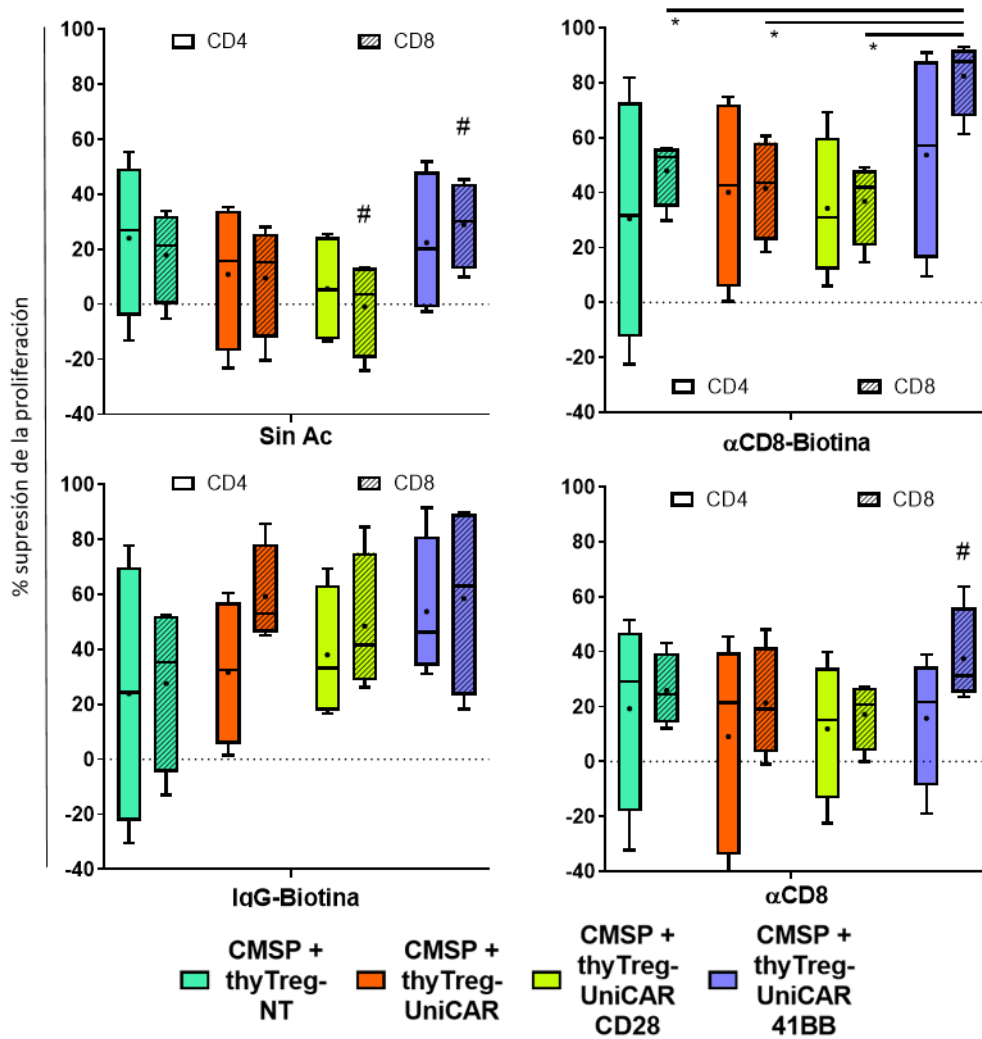 % supresión de la proliferación
100
80
60
40
20
0
-20
-40
CD4
CD8
#
#
Sin Ac
100
80
60
40
20
0
-20
-40
*
*
*
CD4
CD8
αCD8-Biotina
100
80
60
40
20
0
-20
-40
CD4
CD8
IgG-Biotina
100
80
60
40
20
0
-20
-40
CD4
CD8
#
αCD8
CMSP +
thyTreg-
NT
CMSP +
thyTreg-
UniCAR
CMSP +
thyTreg-
UniCAR
CD28
CMSP +
thyTreg-
UniCAR
41BB